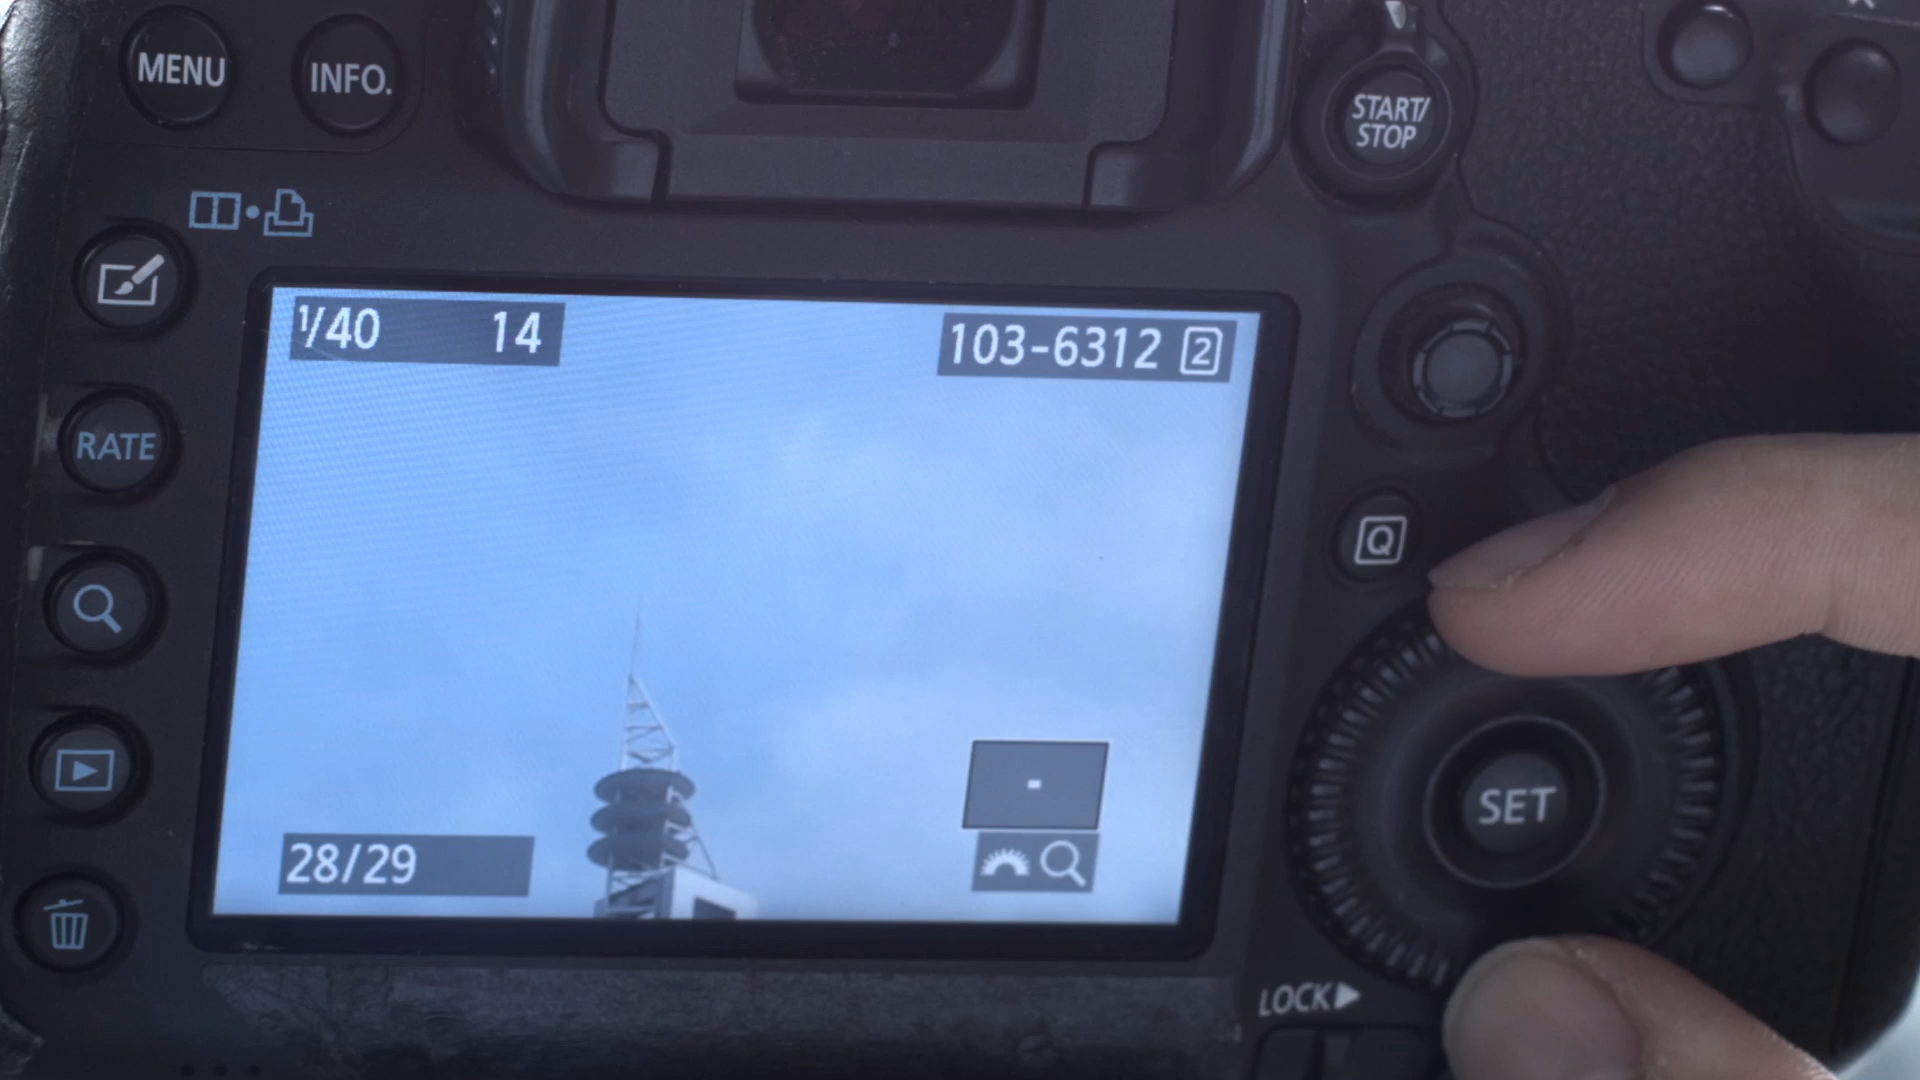 MENU
INFO.
START/
STOP
1/40 14
103-6312 2
RATE
Q
SET
28/29
LOCK